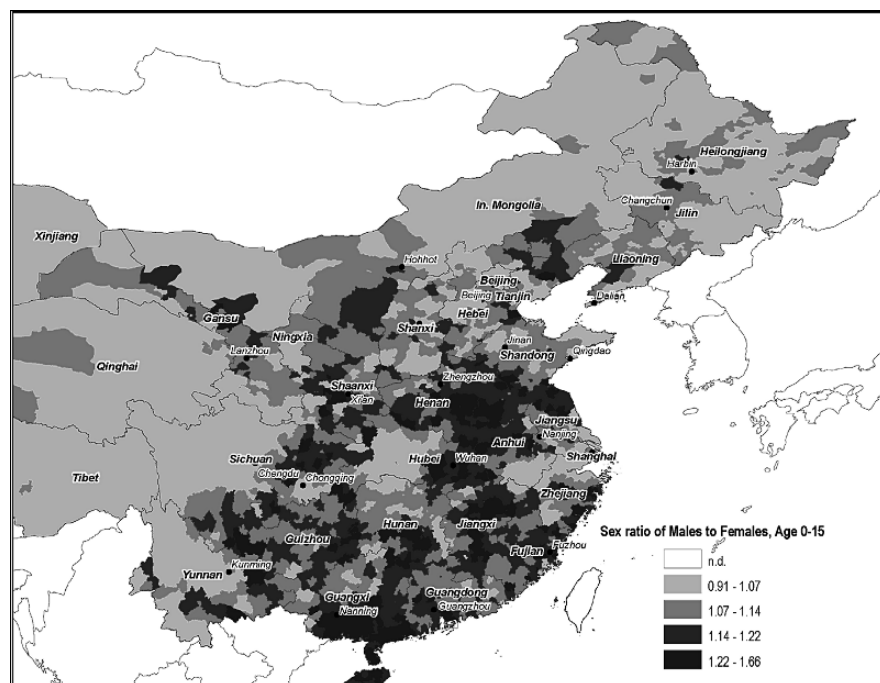 Heilongjiang
Harbin
Changchun
Jilin
In. Mongolia
Xinjiang
Liaoning
Hohhot
Beijing
Beijing
Tianjin
Dalian
Hebei
Gansu
Shanxi
Ningxia
Jinan
Lanzhou
Shandong
Qingdao
Qinghai
Zhengzhou
Shaanxi
Xi'an
Henan
Jiangsu
Anhui
Nanjing
Sichuan
Hubei
Wuhan
Shanghai
Chengdu
Chongqing
Tibet
Zhejiang
Hunan
Jiangxi
Guizhou
Fujian
Fuzhou
Kunming
Yunnan
Guangxi
Guangdong
Guangzhou
Nanning
Sex ratio of Males to Females, Age 0-15
n.d.
0.91 - 1.07
1.07 - 1.14
1.14 - 1.22
1.22 - 1.66